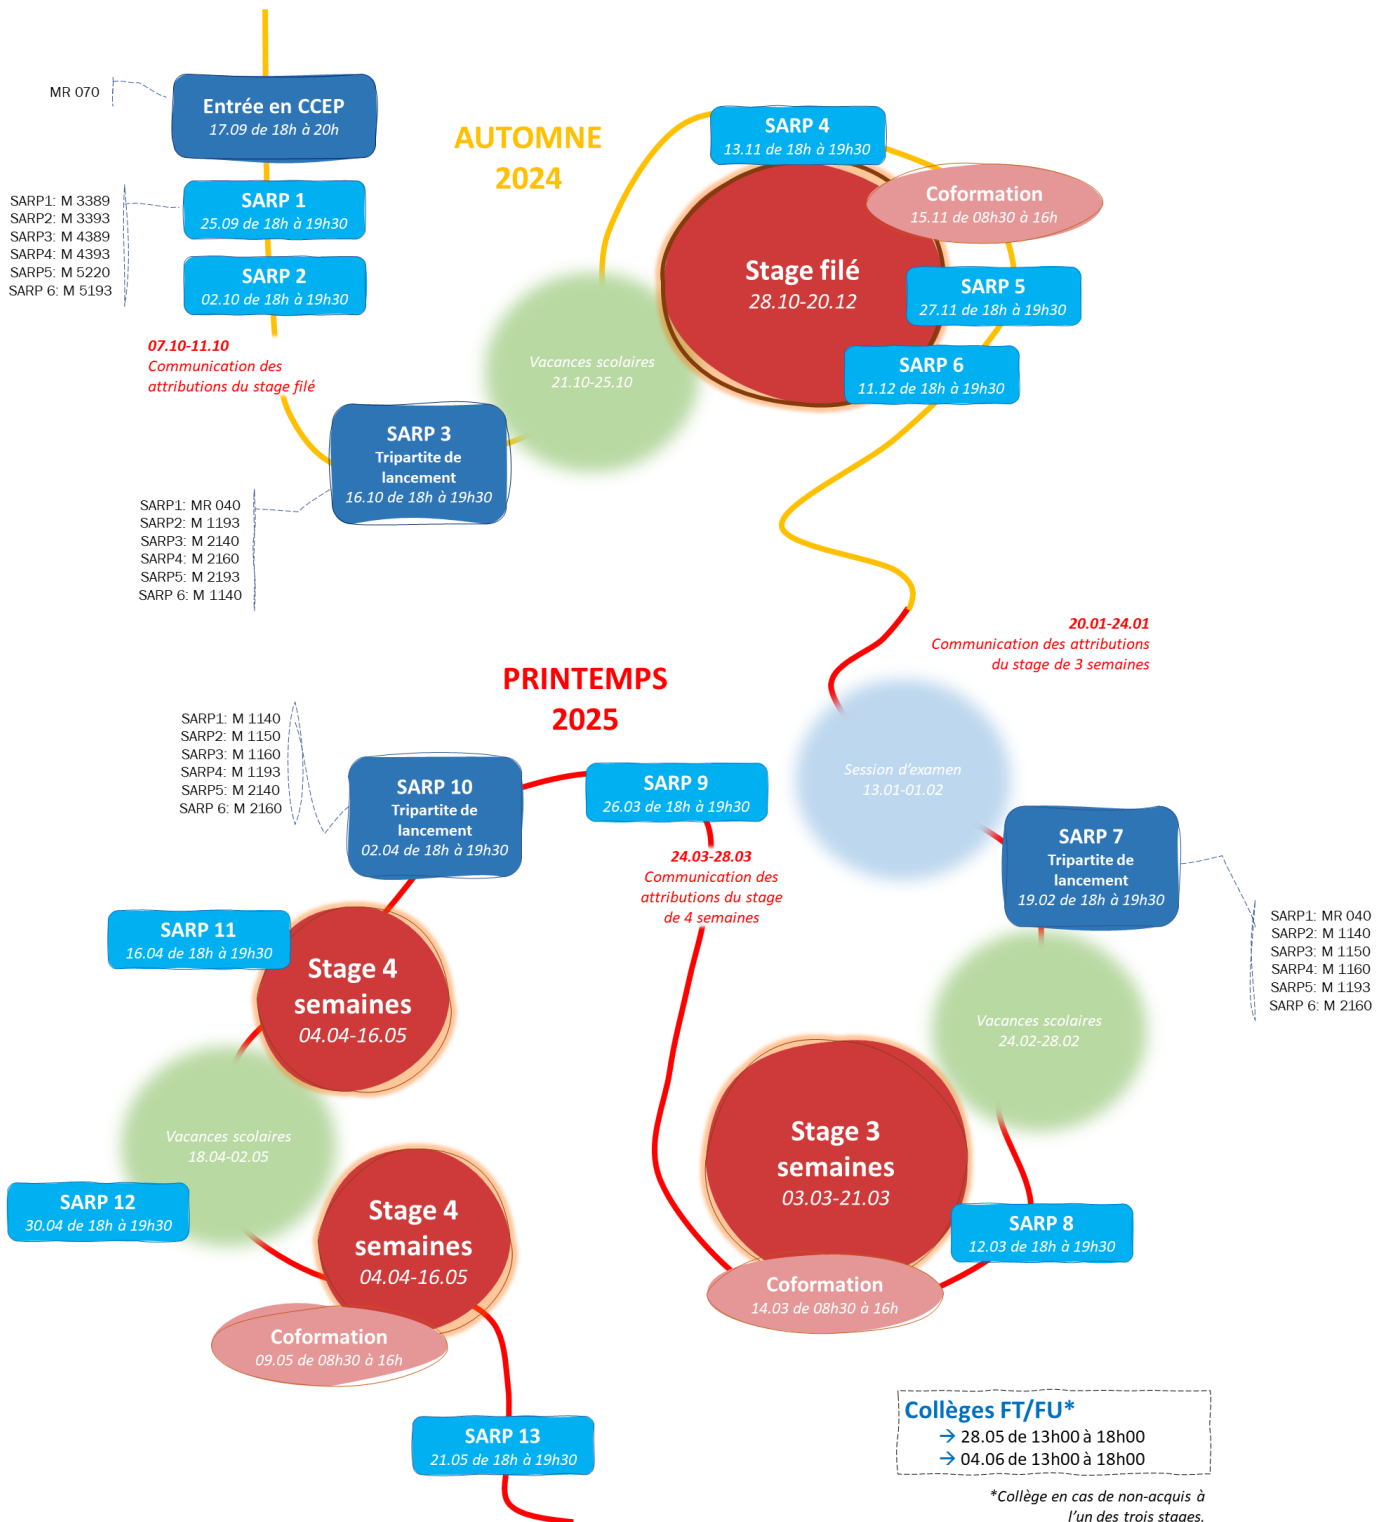 MR 070
Entrée en CCEP
17.09 de 18h à 20h
AUTOMNE
2024
SARP1: M 3389
SARP2: M 3393
SARP3: M 4389
SARP4: M 4393
SARP5: M 5220
SARP 6: M 5193
SARP 1
25.09 de 18h à 19h30
SARP 2
02.10 de 18h à 19h30
07.10-11.10
Communication des
attributions du stage filé
SARP 3
Tripartite de
lancement
16.10 de 18h à 19h30
SARP1: MR 040
SARP2: M 1193
SARP3: M 2140
SARP4: M 2160
SARP5: M 2193
SARP 6: M 1140
Vacances scolaires
21.10-25.10
SARP 4
13.11 de 18h à 19h30
Coformation
15.11 de 08h30 à 16h
Stage filé
28.10-20.12
SARP 5
27.11 de 18h à 19h30
SARP 6
11.12 de 18h à 19h30
20.01-24.01
Communication des attributions
du stage de 3 semaines
PRINTEMPS
2025
Session d'examen
13.01-01.02
SARP 7
Tripartite de
lancement
19.02 de 18h à 19h30
SARP1: MR 040
SARP2: M 1140
SARP3: M 1150
SARP4: M 1160
SARP5: M 1193
SARP 6: M 2160
Vacances scolaires
24.02-28.02
Stage 3
semaines
03.03-21.03
SARP 8
12.03 de 18h à 19h30
Coformation
14.03 de 08h30 à 16h
24.03-28.03
Communication des
attributions du stage
de 4 semaines
SARP 9
26.03 de 18h à 19h30
SARP 10
Tripartite de
lancement
02.04 de 18h à 19h30
SARP1: M 1140
SARP2: M 1150
SARP3: M 1160
SARP4: M 1193
SARP5: M 2140
SARP 6: M 2160
SARP 11
16.04 de 18h à 19h30
Stage 4
semaines
04.04-16.05
Vacances scolaires
18.04-02.05
SARP 12
30.04 de 18h à 19h30
Stage 4
semaines
04.04-16.05
Coformation
09.05 de 08h30 à 16h
SARP 13
21.05 de 18h à 19h30
Collèges FT/FU*
→ 28.05 de 13h00 à 18h00
→ 04.06 de 13h00 à 18h00
*Collège en cas de non-acquis à
l'un des trois stages.